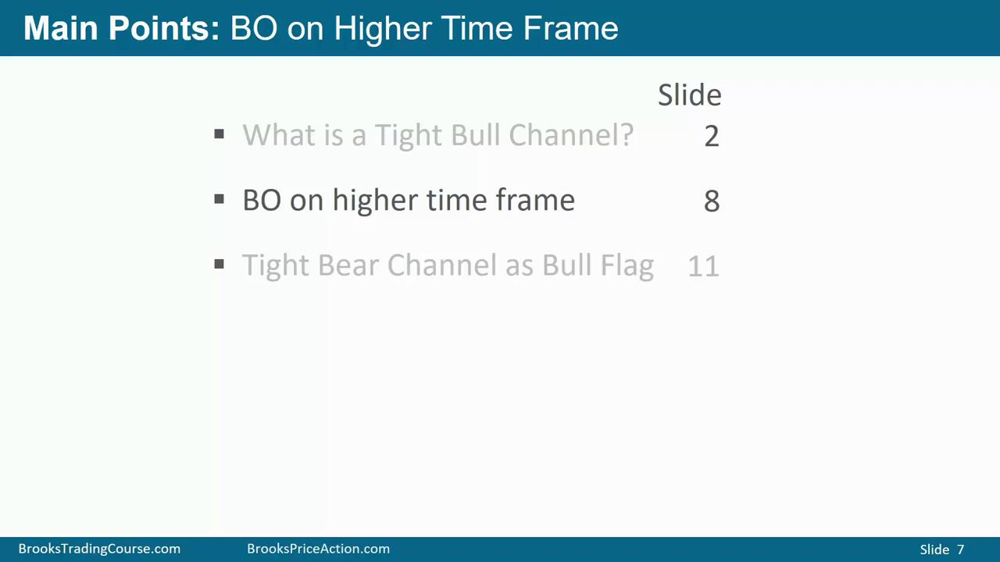 Main Points: BO on Higher Time Frame
Slide
▪ What is a Tight Bull Channel? 2
▪ BO on higher time frame 8
▪ Tight Bear Channel as Bull Flag 11
BrooksTradingCourse.com BrooksPriceAction.com Slide 7